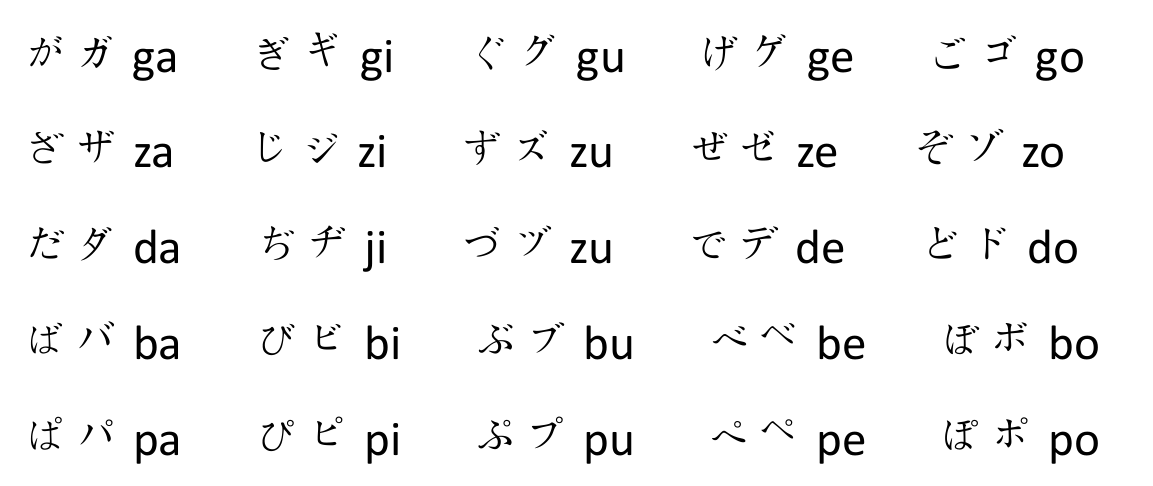 が ガ ga ぎ ギ gi ぐ グ gu げ ゲ ge ご ゴ go
ざ ザ za じ ジ zi ず ズ zu ぜ ゼ ze ぞ ゾ zo
だ ダ da ぢ ヂ ji づ ヅ zu で デ de ど ド do
ば バ ba び ビ bi ぶ ブ bu べ ベ be ぼ ボ bo
ぱ パ pa ぴ ピ pi ぷ プ pu ぺ ペ pe ぽ ポ po